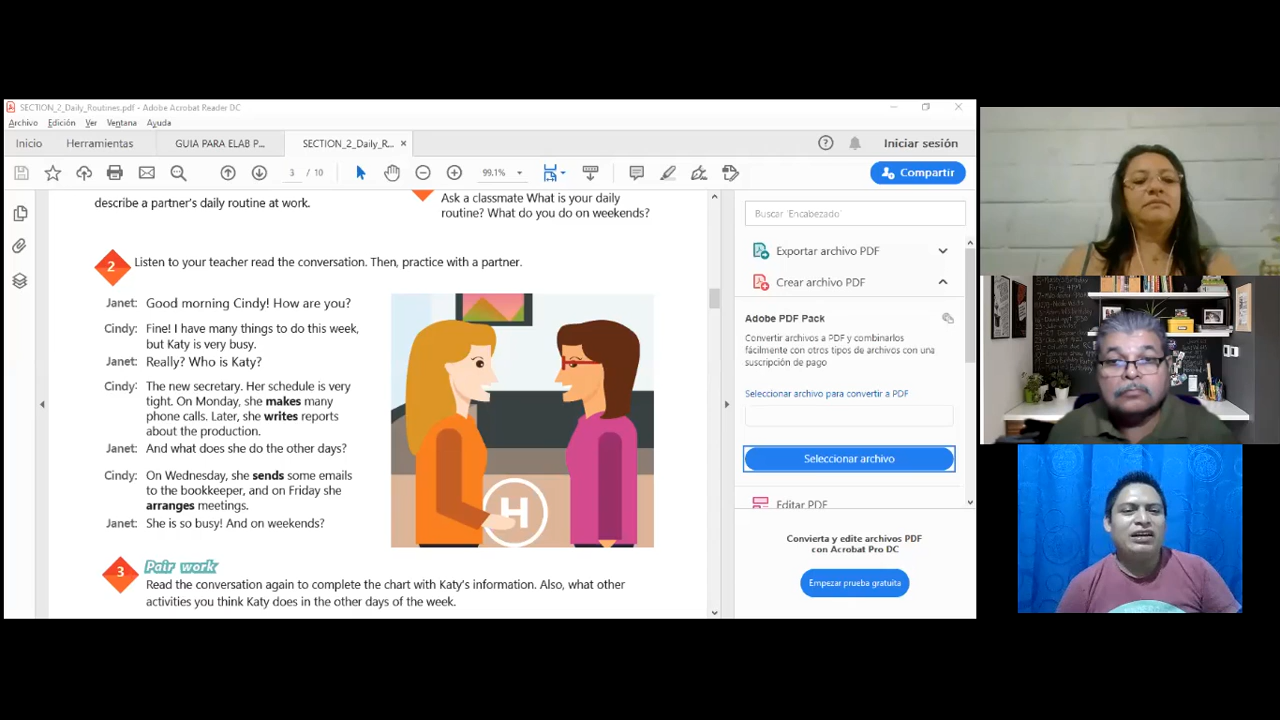 SECTION_2_Daily_Routines.pdf - Adobe Acrobat Reader DC
Archivo Edición Ver Ventana Ayuda
Inicio Herramientas GUIA PARA ELAB P... SECTION_2_Daily_R... × Iniciar sesión
3 / 10 99.1% Compartir
describe a partner's daily routine at work.
Ask a classmate What is your daily
routine? What do you do on weekends?
2 Listen to your teacher read the conversation. Then, practice with a partner.
Janet: Good morning Cindy! How are you?
Cindy: Fine! I have many things to do this week,
but Katy is very busy.
Janet: Really? Who is Katy?
Cindy: The new secretary. Her schedule is very
tight. On Monday, she makes many
phone calls. Later, she writes reports
about the production.
Janet: And what does she do the other days?
Cindy: On Wednesday, she sends some emails
to the bookkeeper, and on Friday she
arranges meetings.
Janet: She is so busy! And on weekends?
H
3 Pair work
Read the conversation again to complete the chart with Katy's information. Also, what other
activities you think Katy does in the other days of the week.
Buscar 'Encabezado'
Exportar archivo PDF
Crear archivo PDF
Adobe PDF Pack
Convertir archivos a PDF y combinarlos
fácilmente con otros tipos de archivos con una
suscripción de pago
Seleccionar archivo para convertir a PDF
Seleccionar archivo
Editar PDF
Convierta y edite archivos PDF
con Acrobat Pro DC
Empezar prueba gratuita